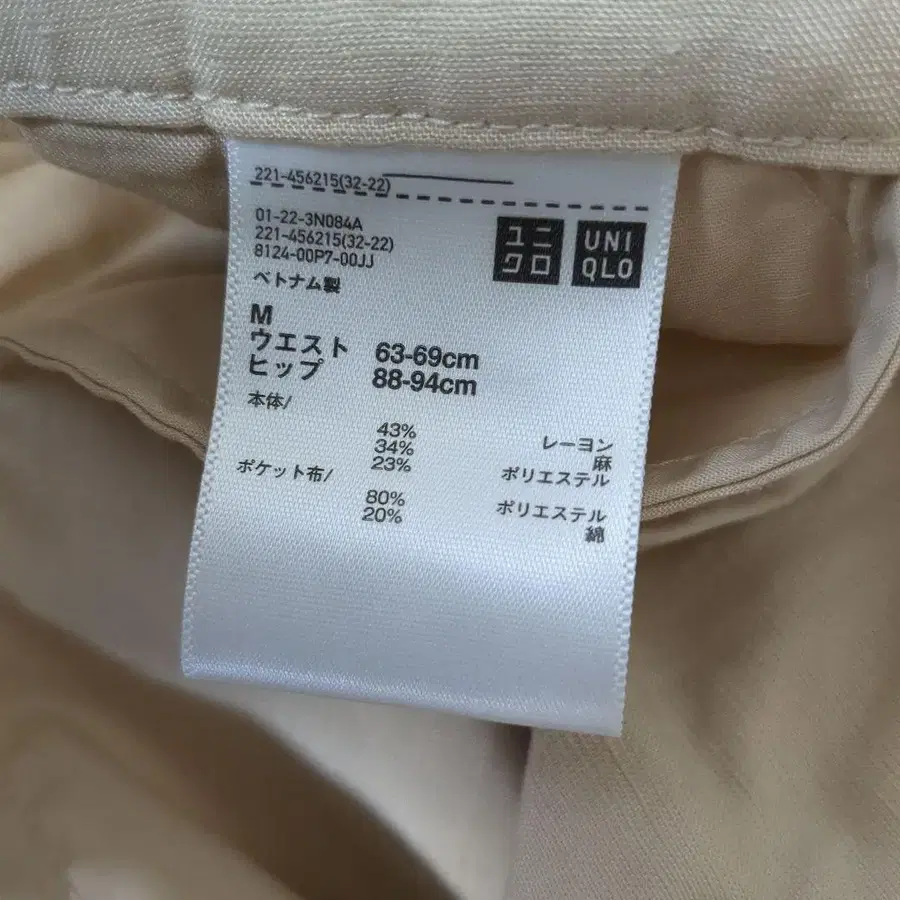 221-456215(32-22)
01-22-3N084A
221-456215(32-22)
8124-00P7-00JJ
ユニクロ
UNIQLO
ベトナム製
M
ウエスト 63-69cm
ヒップ 88-94cm
本体/
43% レーヨン
34% 麻
23% ポリエステル
ポケット布/
80% ポリエステル
20% 綿